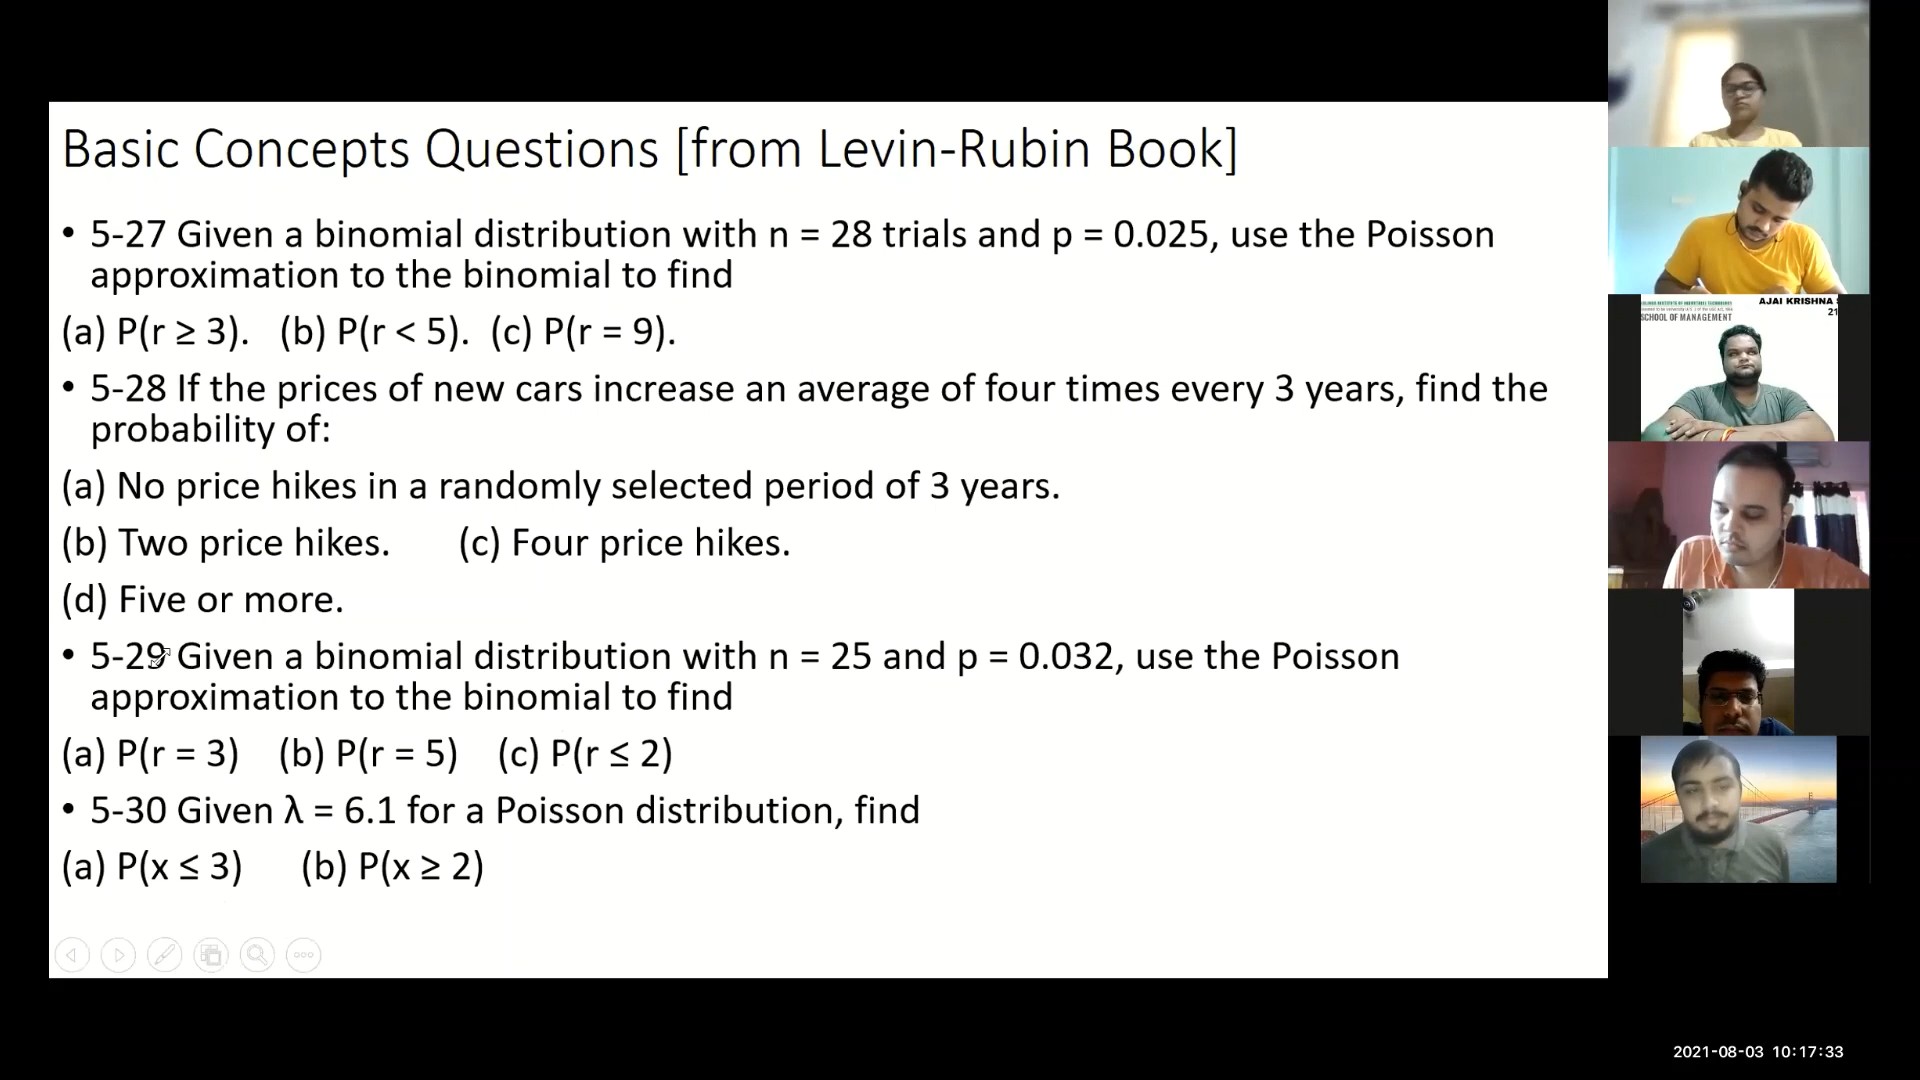 Basic Concepts Questions [from Levin-Rubin Book]
• 5-27 Given a binomial distribution with n = 28 trials and p = 0.025, use the Poisson
approximation to the binomial to find
(a) P(r ≥ 3). (b) P(r < 5). (c) P(r = 9).
• 5-28 If the prices of new cars increase an average of four times every 3 years, find the
probability of:
(a) No price hikes in a randomly selected period of 3 years.
(b) Two price hikes. (c) Four price hikes.
(d) Five or more.
• 5-29 Given a binomial distribution with n = 25 and p = 0.032, use the Poisson
approximation to the binomial to find
(a) P(r = 3) (b) P(r = 5) (c) P(r ≤ 2)
• 5-30 Given λ = 6.1 for a Poisson distribution, find
(a) P(x ≤ 3) (b) P(x ≥ 2)
AJAI KRISHNA
21
SCHOOL OF MANAGEMENT
2021-08-03 10:17:33